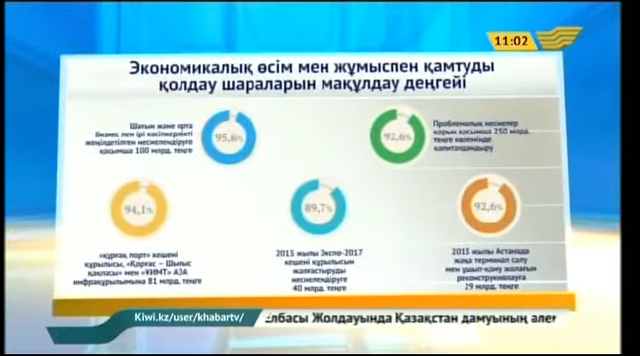 11:02
Экономикалық өсім мен жұмыспен қамтуды
қолдау шараларын мақұлдау деңгейі
Шағын және орта
бизнес пен ірі кәсіпкерлікті
жеңілдетілген несиелендіруге
қосымша 100 млрд. теңге
95,6%
92,6%
Проблемалық несиелер
қорын қосымша 250 млрд.
теңге көлемінде
капиталдандыру
94,1%
89,7%
92,6%
«Құрғақ порт» кешені
құрылысы, «Қорғас – Шығыс
қақпасы» мен АЭА
инфрақұрылымына 81 млрд. теңге
2015 жылы Экспо-2017
кешені құрылысын
жалғастыруды
несиелендіруге
40 млрд. теңге
2015 жылы Астанада
жаңа терминал салу
мен ұшып-қону жолағын
реконструкциялауға
29 млрд. теңге
Kiwi.kz/user/khabartv/
Елбасы Жолдауында Қазақстан дамуының